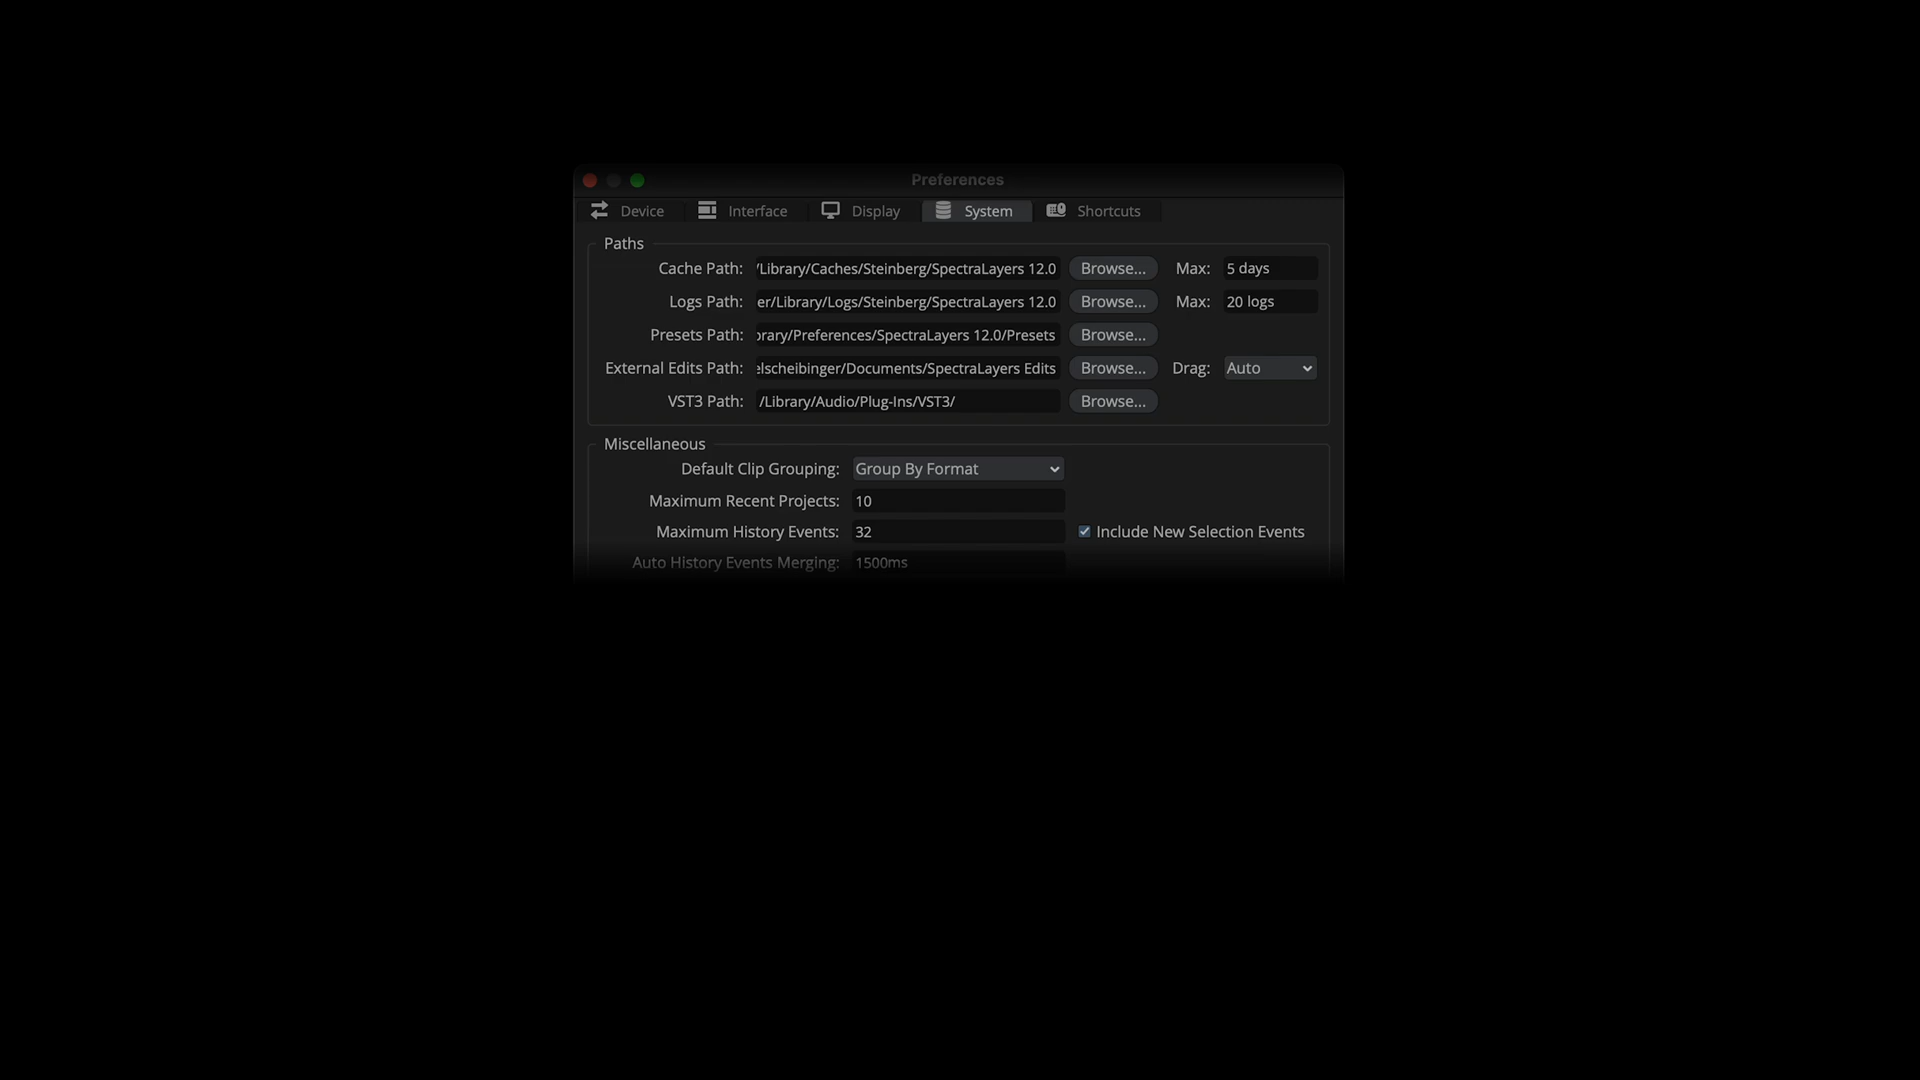 Preferences
Device Interface Display System Shortcuts
Paths
Cache Path: /Library/Caches/Steinberg/SpectraLayers 12.0 Browse... Max: 5 days
Logs Path: er/Library/Logs/Steinberg/SpectraLayers 12.0 Browse... Max: 20 logs
Presets Path: brary/Preferences/SpectraLayers 12.0/Presets Browse...
External Edits Path: elscheibinger/Documents/SpectraLayers Edits Browse... Drag: Auto
VST3 Path: /Library/Audio/Plug-Ins/VST3/ Browse...
Miscellaneous
Default Clip Grouping: Group By Format
Maximum Recent Projects: 10
Maximum History Events: 32 Include New Selection Events
Auto History Events Merging: 1500ms